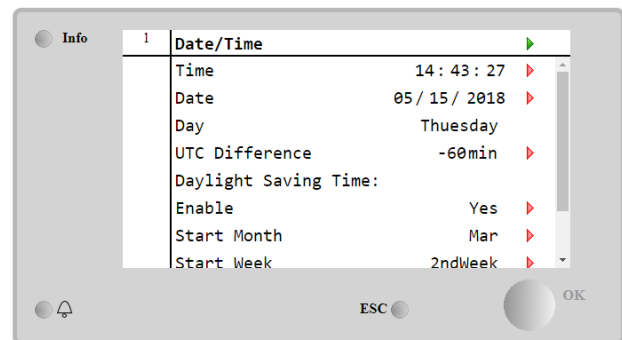 Info
1 Date/Time
Time 14:43:27
Date 05/15/2018
Day Thuesday
UTC Difference -60min
Daylight Saving Time:
Enable Yes
Start Month Mar
Start Week 2ndWeek
ESC
OK